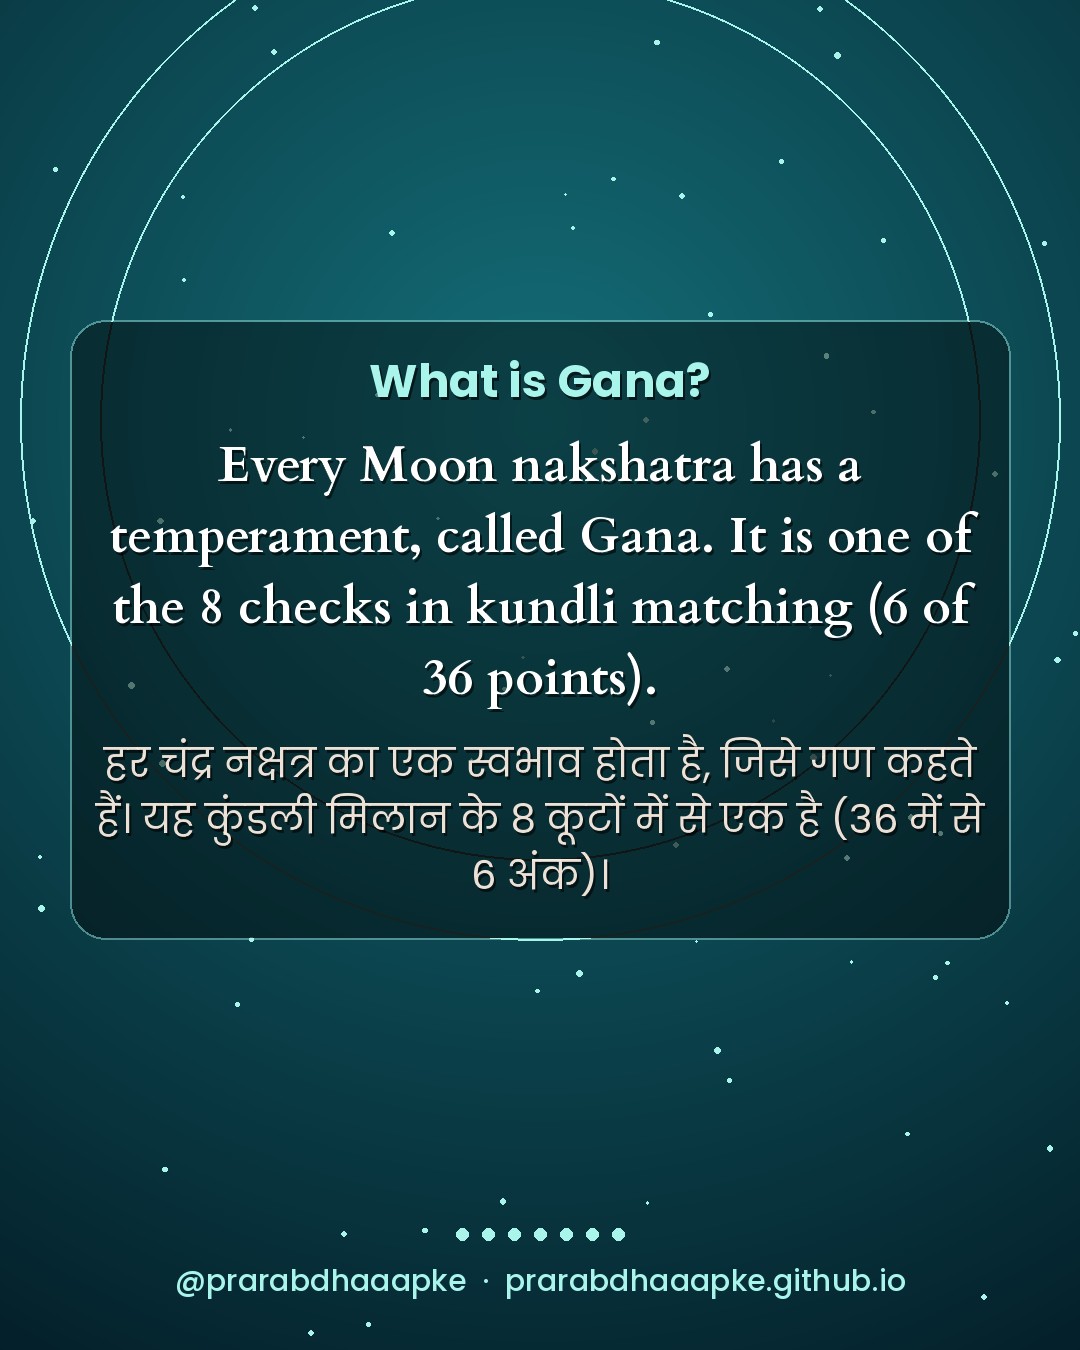 What is Gana?
Every Moon nakshatra has a
temperament, called Gana. It is one of
the 8 checks in kundli matching (6 of
36 points).
हर चंद्र नक्षत्र का एक स्वभाव होता है, जिसे गण कहते
हैं। यह कुंडली मिलान के 8 कूटों में से एक है (36 में से
6 अंक)।
@prarabdhaaapke · prarabdhaaapke.github.io